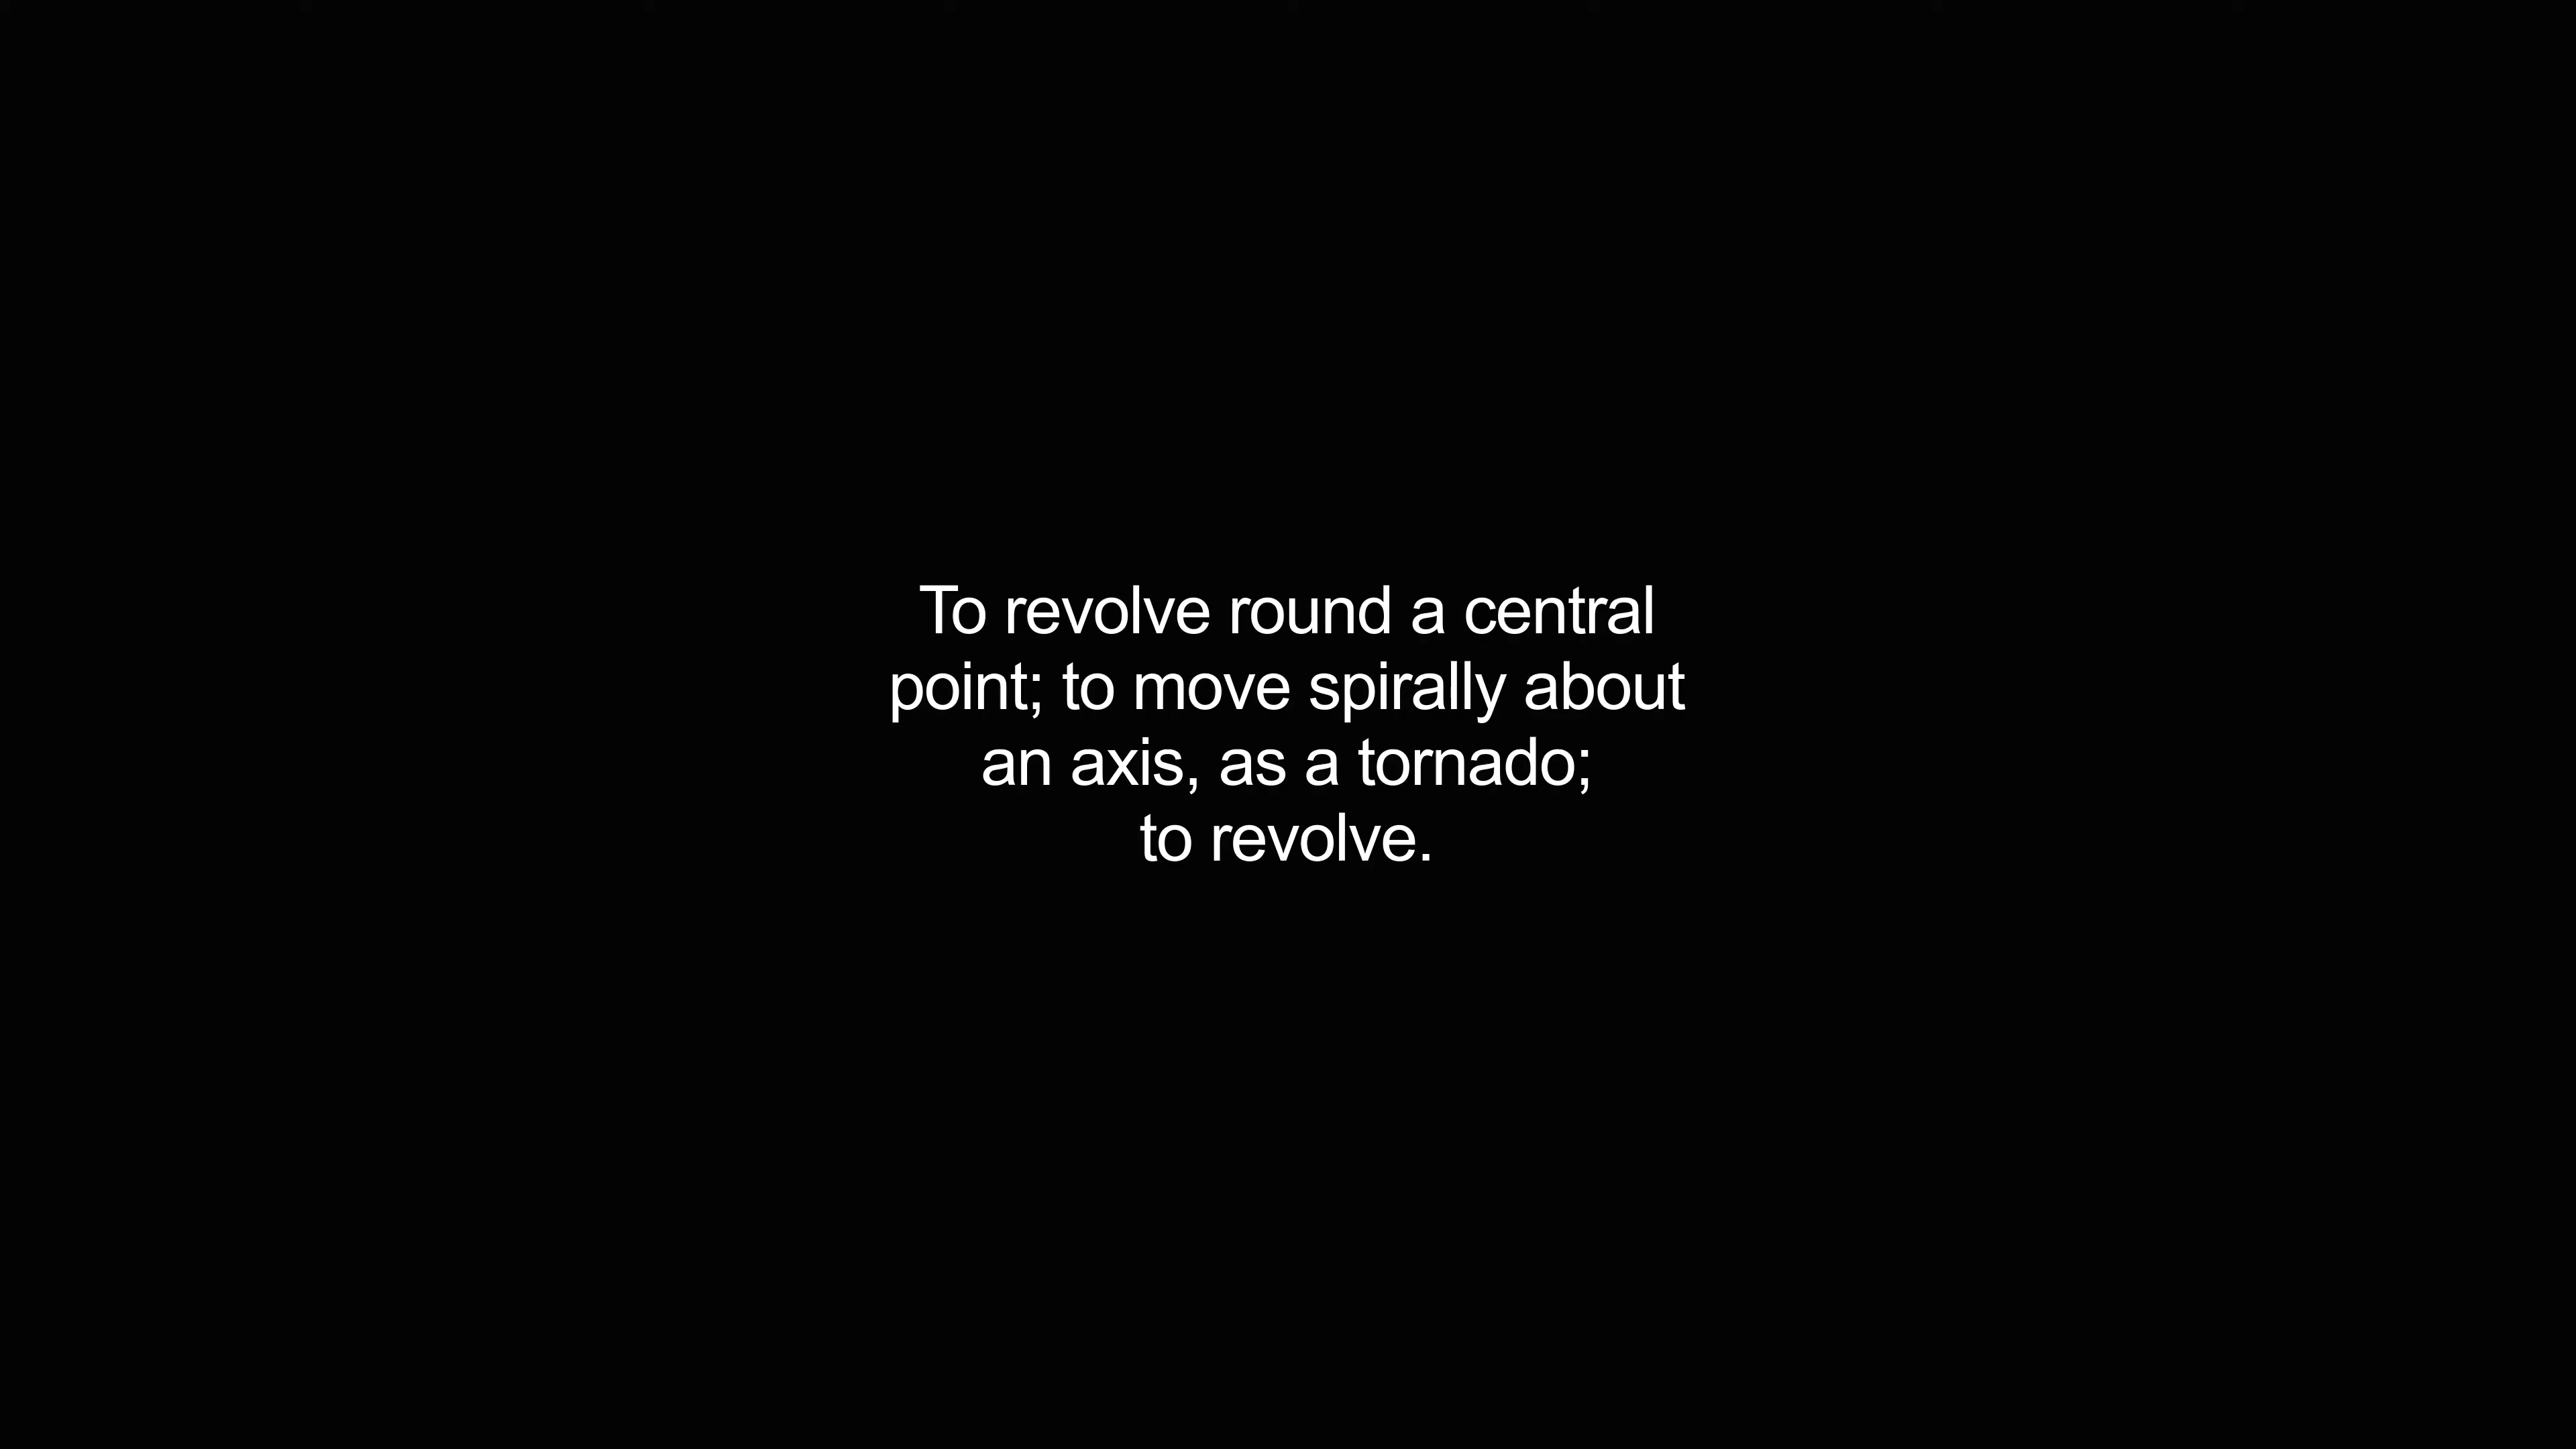 To revolve round a central
point; to move spirally about
an axis, as a tornado;
to revolve.